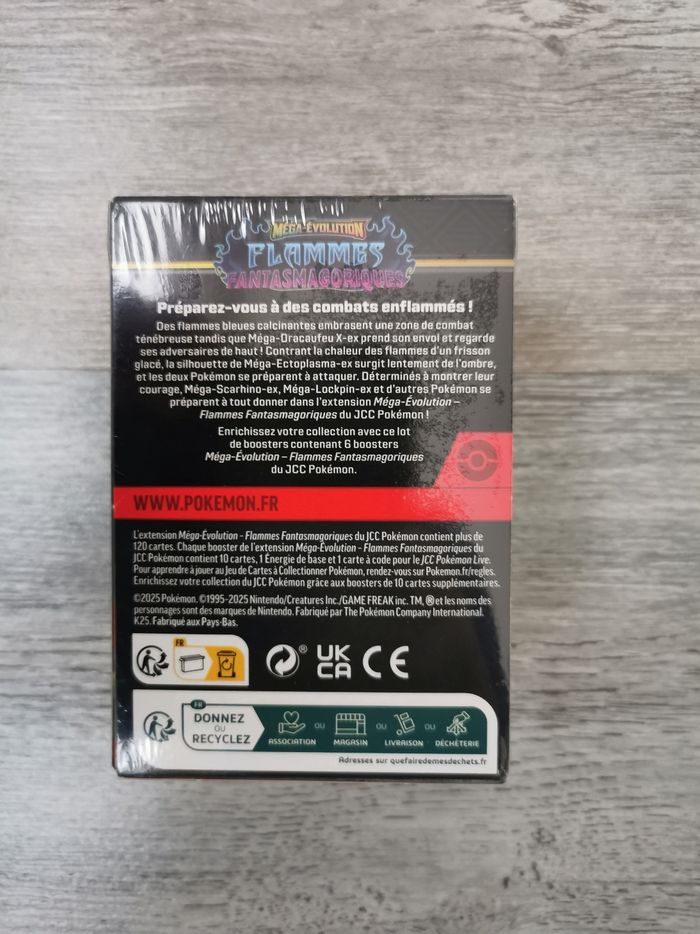 MÉGA-ÉVOLUTION
FLAMMES
FANTASMAGORIQUES
Préparez-vous à des combats enflammés !
Des flammes bleues calcinantes embrasent une zone de combat
ténébreuse tandis que Méga-Dracaufeu X-ex prend son envol et regarde
ses adversaires de haut ! Contrant la chaleur des flammes d'un frisson
glacé, la silhouette de Méga-Ectoplasma-ex surgit lentement de l'ombre,
et les deux Pokémon se préparent à attaquer. Déterminés à montrer leur
courage, Méga-Scarhino-ex, Méga-Lockpin-ex et d'autres Pokémon se
préparent à tout donner dans l'extension Méga-Évolution –
Flammes Fantasmagoriques du JCC Pokémon !
Enrichissez votre collection avec ce lot
de boosters contenant 6 boosters
Méga-Évolution – Flammes Fantasmagoriques
du JCC Pokémon.
WWW.POKEMON.FR
L'extension Méga-Évolution - Flammes Fantasmagoriques du JCC Pokémon contient plus de
120 cartes. Chaque booster de l'extension Méga-Évolution - Flammes Fantasmagoriques du
JCC Pokémon contient 10 cartes, 1 Énergie de base et 1 carte à code pour le JCC Pokémon Live.
Pour apprendre à jouer au Jeu de Cartes à Collectionner Pokémon, rendez-vous sur Pokemon.fr/regles.
Enrichissez votre collection du JCC Pokémon grâce aux boosters de 10 cartes supplémentaires.
©2025 Pokémon. ©1995-2025 Nintendo/Creatures Inc./GAME FREAK inc. TM, ® et les noms des
personnages sont des marques de Nintendo. Fabriqué par The Pokémon Company International.
K25. Fabriqué aux Pays-Bas.
FR
®
UK
CA
CE
FR
DONNEZ
OU
RECYCLEZ
ASSOCIATION OU MAGASIN OU LIVRAISON OU DÉCHÈTERIE
Adresses sur quefairedemesdechets.fr